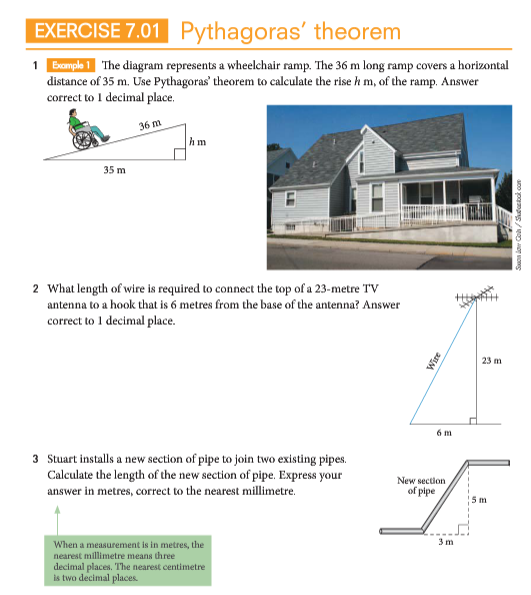 EXERCISE 7.01 Pythagoras' theorem
1 Example 1 The diagram represents a wheelchair ramp. The 36 m long ramp covers a horizontal
distance of 35 m. Use Pythagoras' theorem to calculate the rise h m, of the ramp. Answer
correct to 1 decimal place.
36 m
h m
35 m
2 What length of wire is required to connect the top of a 23-metre TV
antenna to a hook that is 6 metres from the base of the antenna? Answer
correct to 1 decimal place.
Wire
23 m
6 m
3 Stuart installs a new section of pipe to join two existing pipes.
Calculate the length of the new section of pipe. Express your
answer in metres, correct to the nearest millimetre.
New section
of pipe
5 m
3 m
When a measurement is in metres, the
nearest millimetre means three
decimal places. The nearest centimetre
is two decimal places.